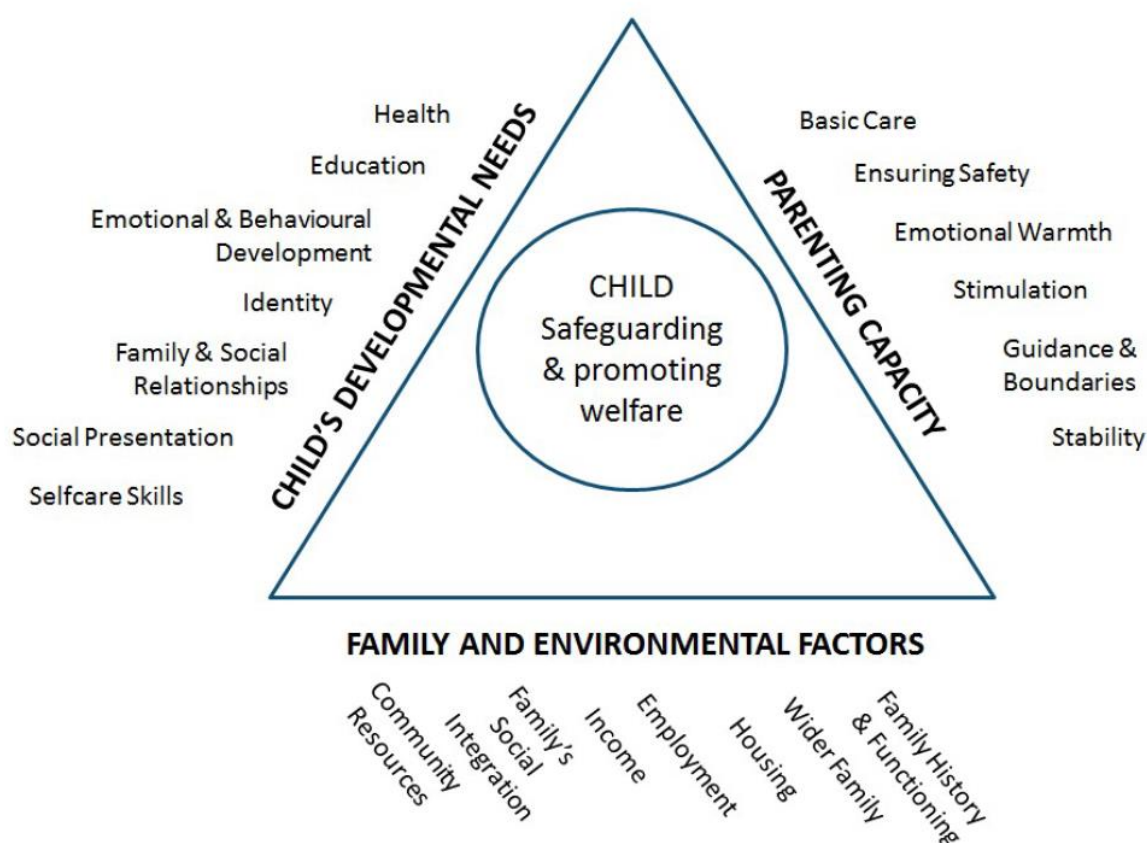 Health
Education
Emotional & Behavioural
Development
Identity
Family & Social
Relationships
Social Presentation
Selfcare Skills
CHILD'S DEVELOPMENTAL NEEDS
CHILD
Safeguarding
& promoting
welfare
PARENTING CAPACITY
Basic Care
Ensuring Safety
Emotional Warmth
Stimulation
Guidance &
Boundaries
Stability
FAMILY AND ENVIRONMENTAL FACTORS
Community
Resources
Family's
Social
Integration
Income
Employment
Housing
Wider Family
Family History
& Functioning